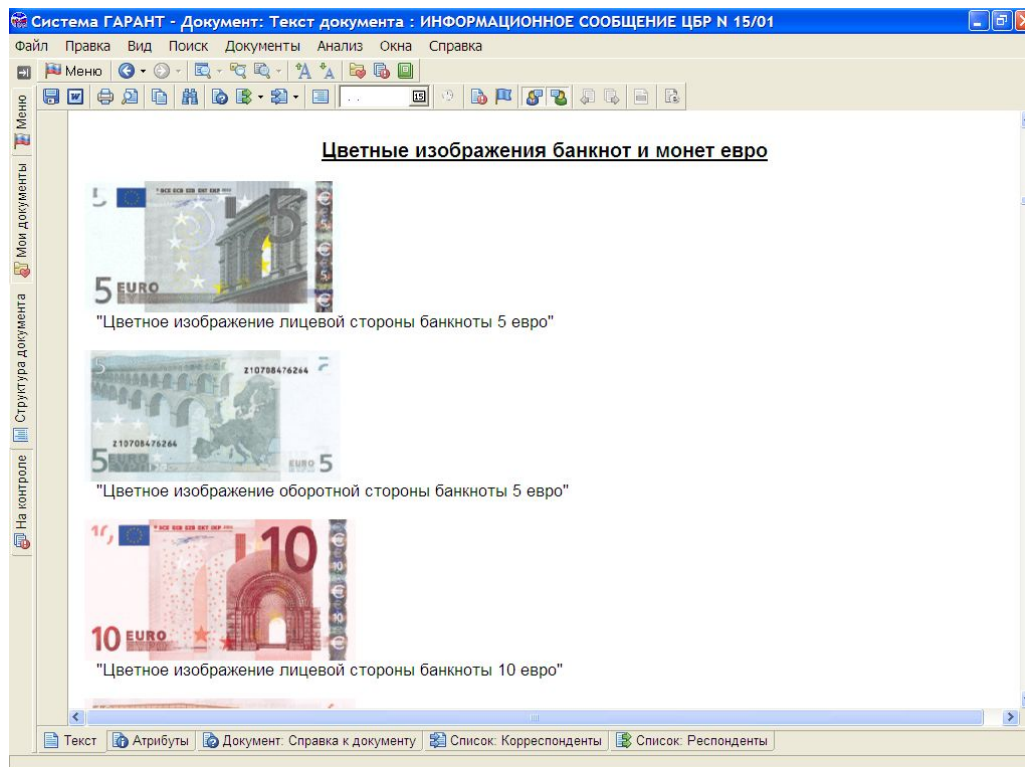 Система ГАРАНТ - Документ: Текст документа : ИНФОРМАЦИОННОЕ СООБЩЕНИЕ ЦБР N 15/01
Файл Правка Вид Поиск Документы Анализ Окна Справка
Меню
Меню
Мои документы
Структура документа
На контроле
Цветные изображения банкнот и монет евро
5
5
5 EURO
"Цветное изображение лицевой стороны банкноты 5 евро"
Z10708476264
Z10708476264
5
EURO 5
"Цветное изображение оборотной стороны банкноты 5 евро"
10
10 EURO
"Цветное изображение лицевой стороны банкноты 10 евро"
Текст Атрибуты Документ: Справка к документу Список: Корреспонденты Список: Респонденты